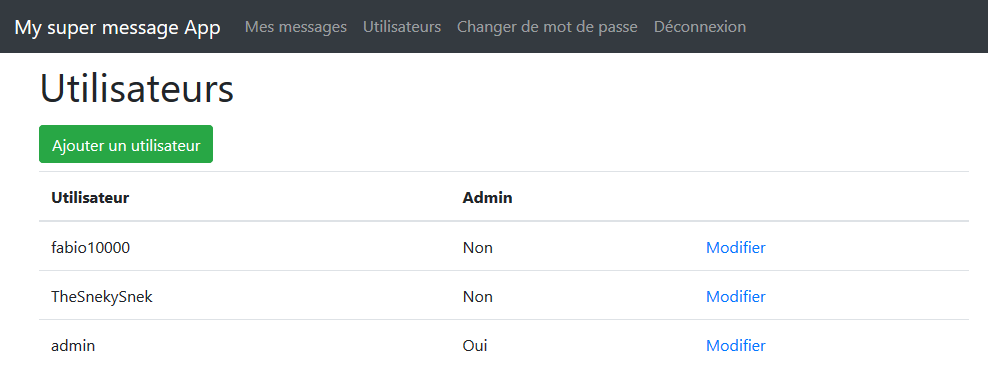 My super message App Mes messages Utilisateurs Changer de mot de passe Déconnexion
Utilisateurs
Ajouter un utilisateur
Utilisateur Admin
fabio10000 Non Modifier
TheSnekySnek Non Modifier
admin Oui Modifier